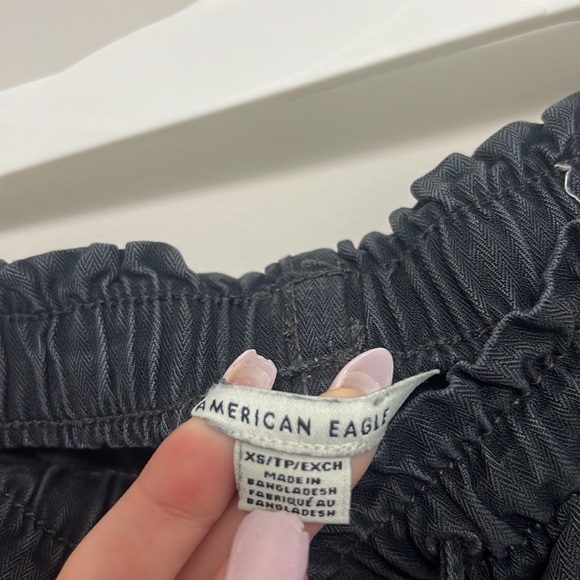 AMERICAN EAGLE
XS/TP/EXCH
MADE IN
BANGLADESH
FABRIQUÉ AU
BANGLADESH